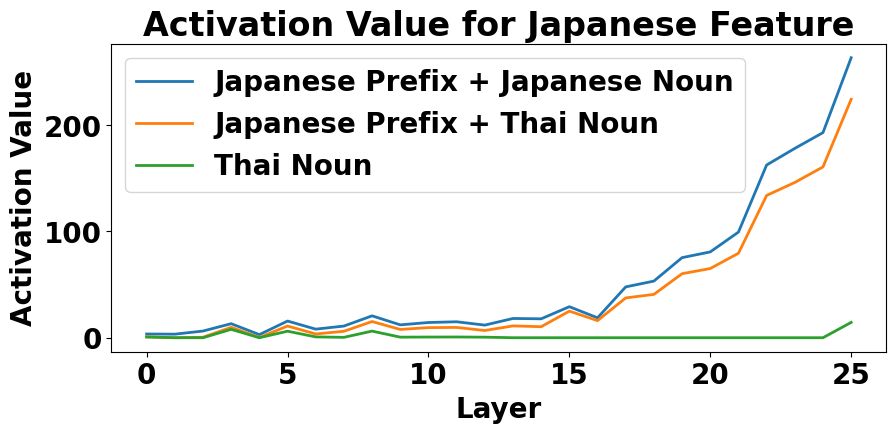 Activation Value for Japanese Feature
Japanese Prefix + Japanese Noun
Japanese Prefix + Thai Noun
Thai Noun
Activation Value
200
100
0
0 5 10 15 20 25
Layer